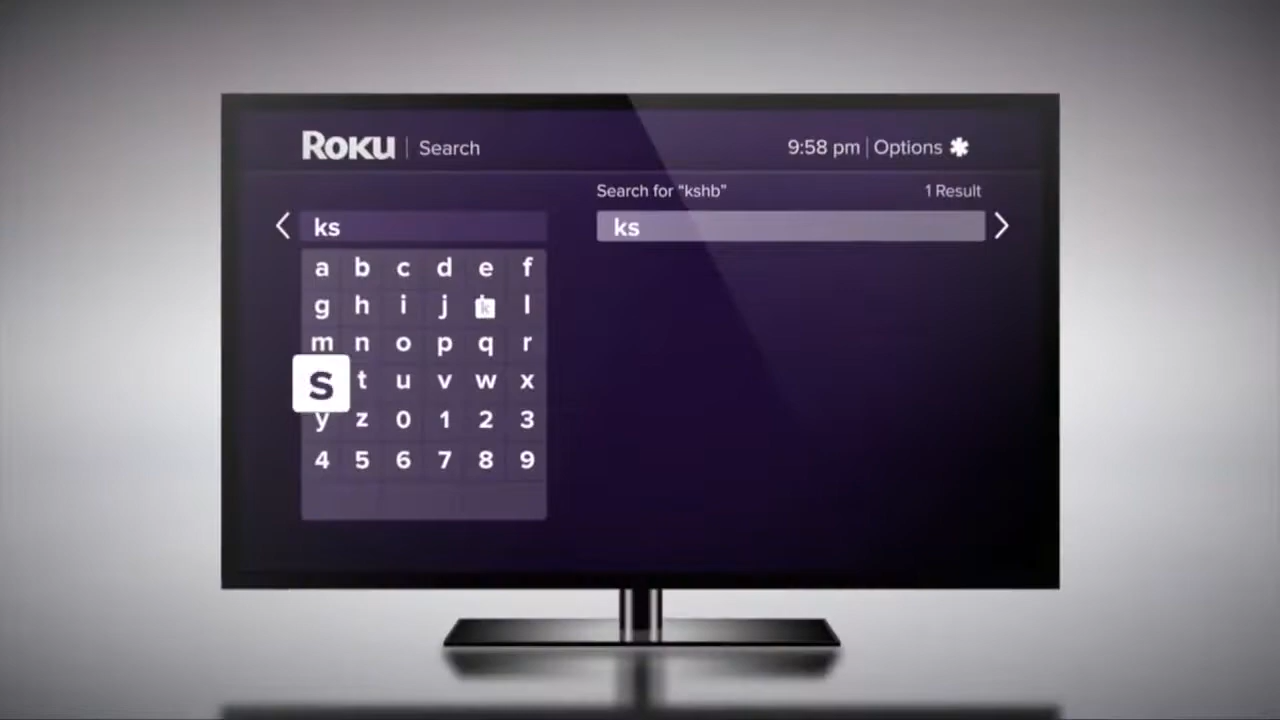 Roku | Search
9:58 pm | Options ✱
Search for “kshb” 1 Result
ks
ks
a b c d e f
g h i j k l
m n o p q r
s t u v w x
y z 0 1 2 3
4 5 6 7 8 9